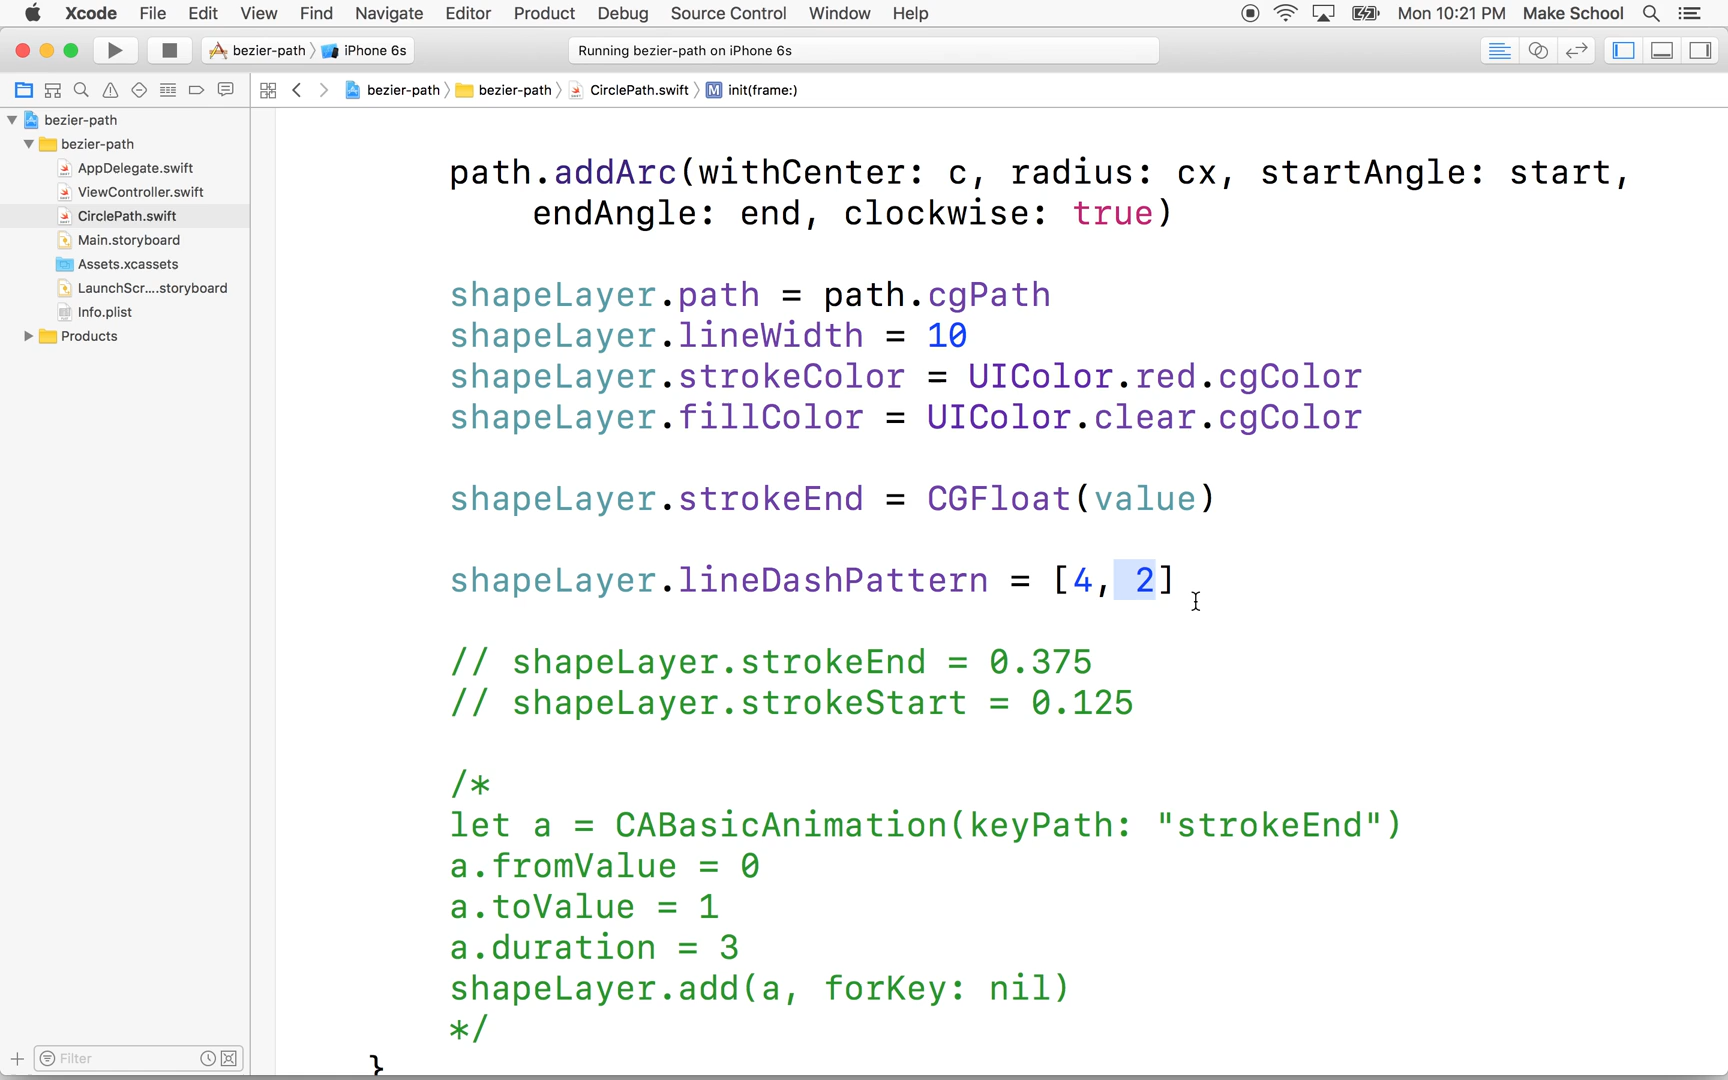 Xcode File Edit View Find Navigate Editor Product Debug Source Control Window Help Mon 10:21 PM Make School
bezier-path iPhone 6s Running bezier-path on iPhone 6s
bezier-path bezier-path CirclePath.swift M init(frame:)
bezier-path
bezier-path
AppDelegate.swift
ViewController.swift
CirclePath.swift
Main.storyboard
Assets.xcassets
LaunchScr....storyboard
Info.plist
Products
Filter
path.addArc(withCenter: c, radius: cx, startAngle: start,
endAngle: end, clockwise: true)
shapeLayer.path = path.cgPath
shapeLayer.lineWidth = 10
shapeLayer.strokeColor = UIColor.red.cgColor
shapeLayer.fillColor = UIColor.clear.cgColor
shapeLayer.strokeEnd = CGFloat(value)
shapeLayer.lineDashPattern = [4, 2]
// shapeLayer.strokeEnd = 0.375
// shapeLayer.strokeStart = 0.125
/*
let a = CABasicAnimation(keyPath: "strokeEnd")
a.fromValue = 0
a.toValue = 1
a.duration = 3
shapeLayer.add(a, forKey: nil)
*/
}